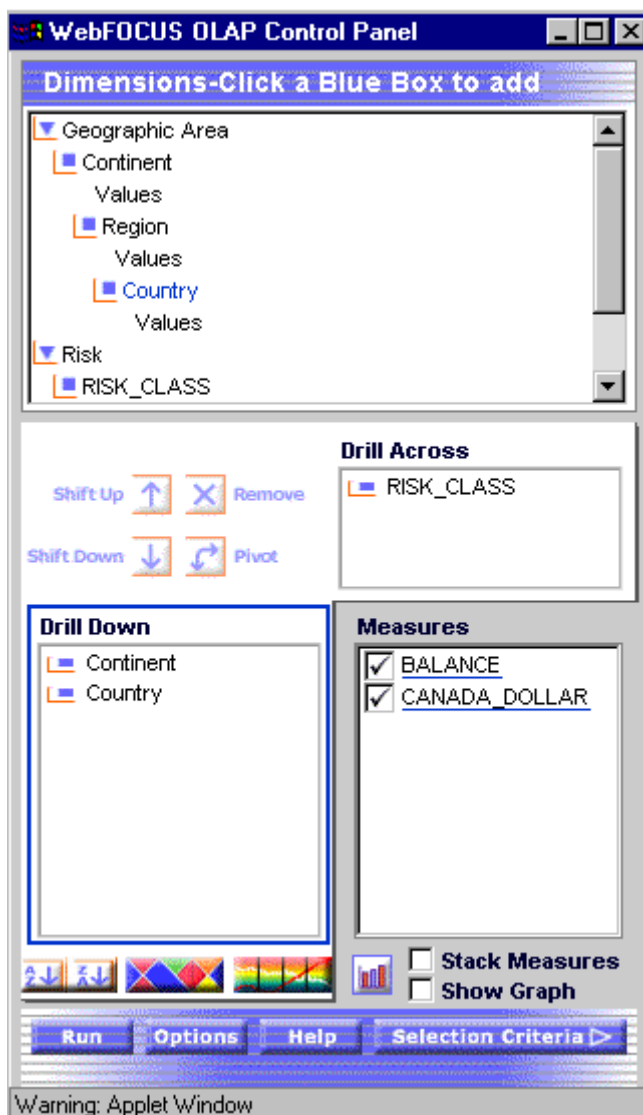 WebFOCUS OLAP Control Panel
Dimensions-Click a Blue Box to add
Geographic Area
Continent
Values
Region
Values
Country
Values
Risk
RISK_CLASS
Drill Across
RISK_CLASS
Shift Up Remove
Shift Down Pivot
Drill Down
Continent
Country
Measures
BALANCE
CANADA_DOLLAR
A Z Z A
Stack Measures
Show Graph
Run Options Help Selection Criteria
Warning: Applet Window